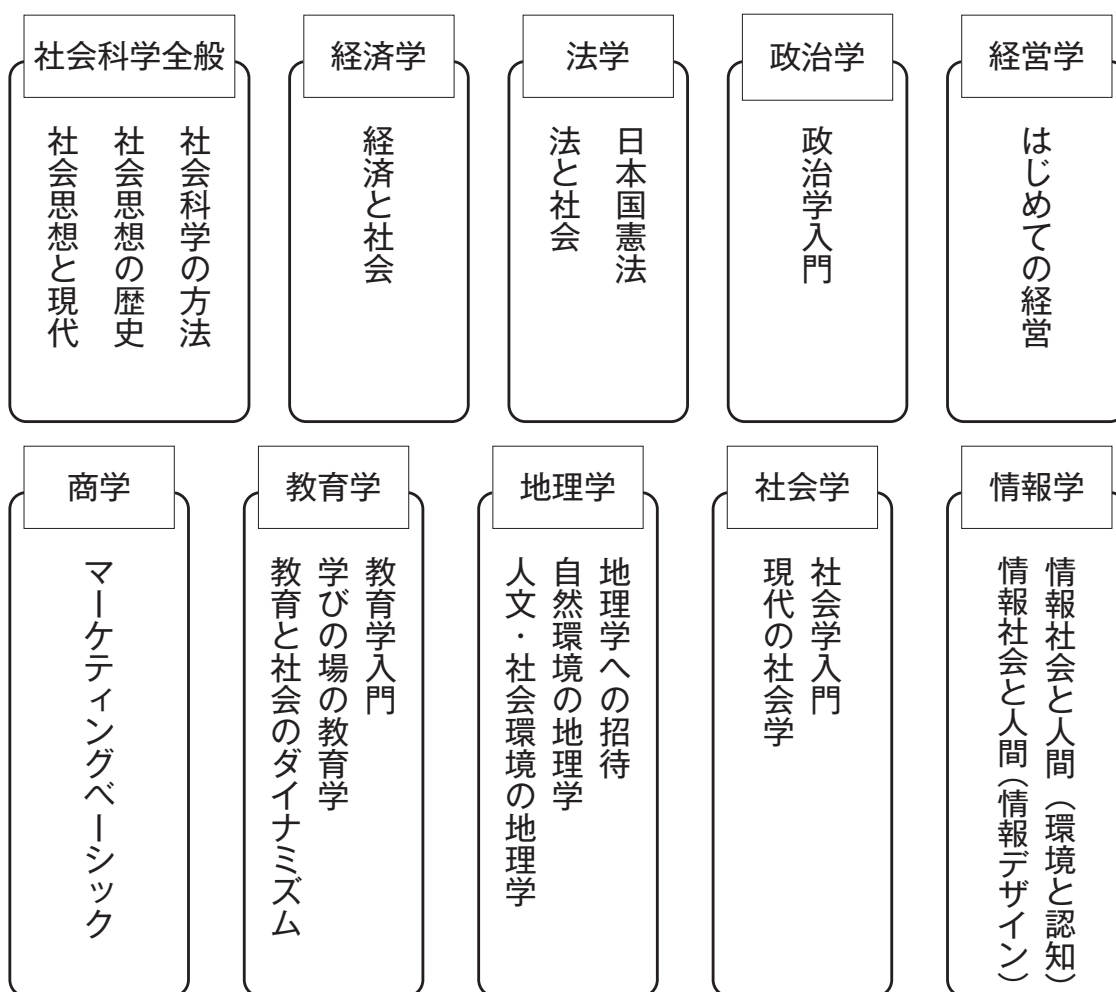 社会科学全般
社会科学の方法
社会思想の歴史
社会思想と現代
経済学
経済と社会
法学
日本国憲法
法と社会
政治学
政治学入門
経営学
はじめての経営
商学
マーケティングベーシック
教育学
教育学入門
学びの場の教育学
教育と社会のダイナミズム
地理学
地理学への招待
自然環境の地理学
人文・社会環境の地理学
社会学
社会学入門
現代の社会学
情報学
情報社会と人間（環境と認知）
情報社会と人間（情報デザイン）